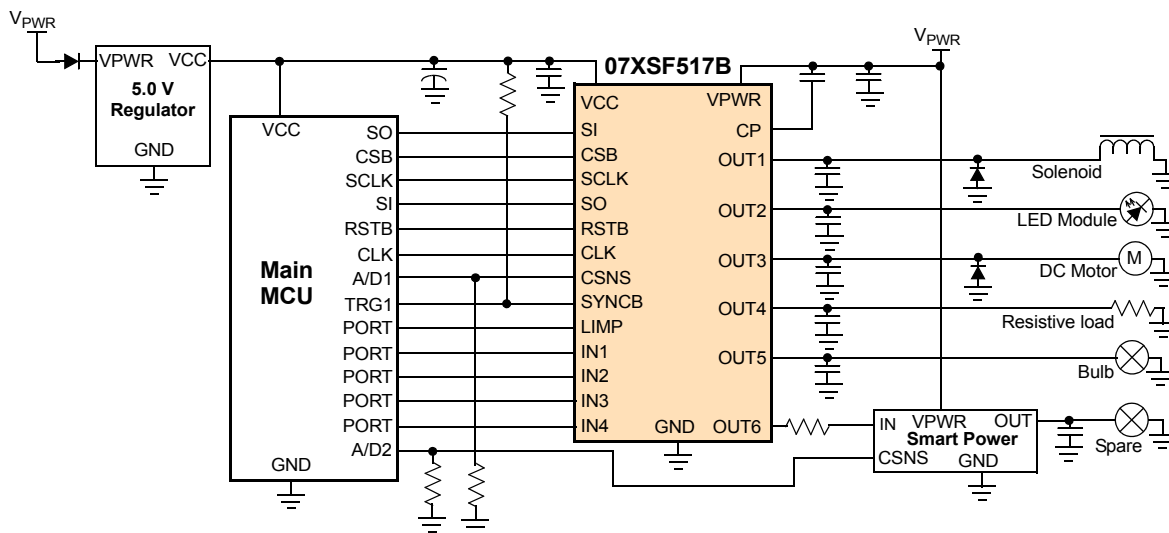 VPWR
VPWR VCC
5.0 V
Regulator
GND
VCC
Main
MCU
GND
SO
CSB
SCLK
SI
RSTB
CLK
A/D1
TRG1
PORT
PORT
PORT
PORT
PORT
A/D2
07XSF517B
VCC
SI
CSB
SCLK
SO
RSTB
CLK
CSNS
SYNCB
LIMP
IN1
IN2
IN3
IN4
GND
VPWR
CP
OUT1
OUT2
OUT3
OUT4
OUT5
OUT6
VPWR
Solenoid
LED Module
M
DC Motor
Resistive load
Bulb
Spare
IN VPWR OUT
Smart Power
CSNS GND